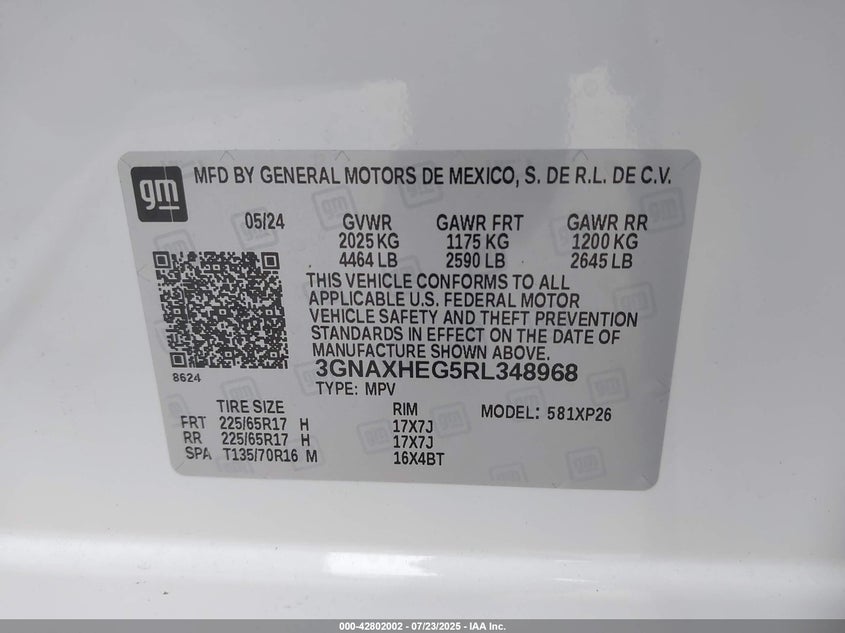 gm
MFD BY GENERAL MOTORS DE MEXICO, S. DE R.L. DE C.V.
05/24 GVWR GAWR FRT GAWR RR
2025 KG 1175 KG 1200 KG
4464 LB 2590 LB 2645 LB
THIS VEHICLE CONFORMS TO ALL
APPLICABLE U.S. FEDERAL MOTOR
VEHICLE SAFETY AND THEFT PREVENTION
STANDARDS IN EFFECT ON THE DATE OF
MANUFACTURE SHOWN ABOVE.
8624 3GNAXHEG5RL348968
TYPE: MPV
TIRE SIZE RIM MODEL: 581XP26
FRT 225/65R17 H 17X7J
RR 225/65R17 H 17X7J
SPA T135/70R16 M 16X4BT
000-42802002 - 07/23/2025 - IAA Inc.